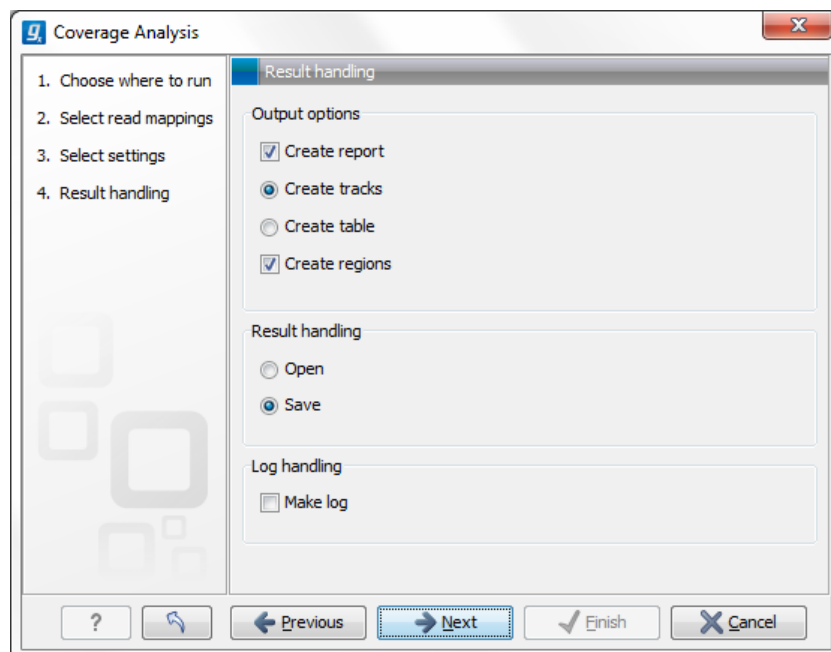 Coverage Analysis
1. Choose where to run
2. Select read mappings
3. Select settings
4. Result handling
Result handling
Output options
Create report
Create tracks
Create table
Create regions
Result handling
Open
Save
Log handling
Make log
? Previous Next Finish Cancel